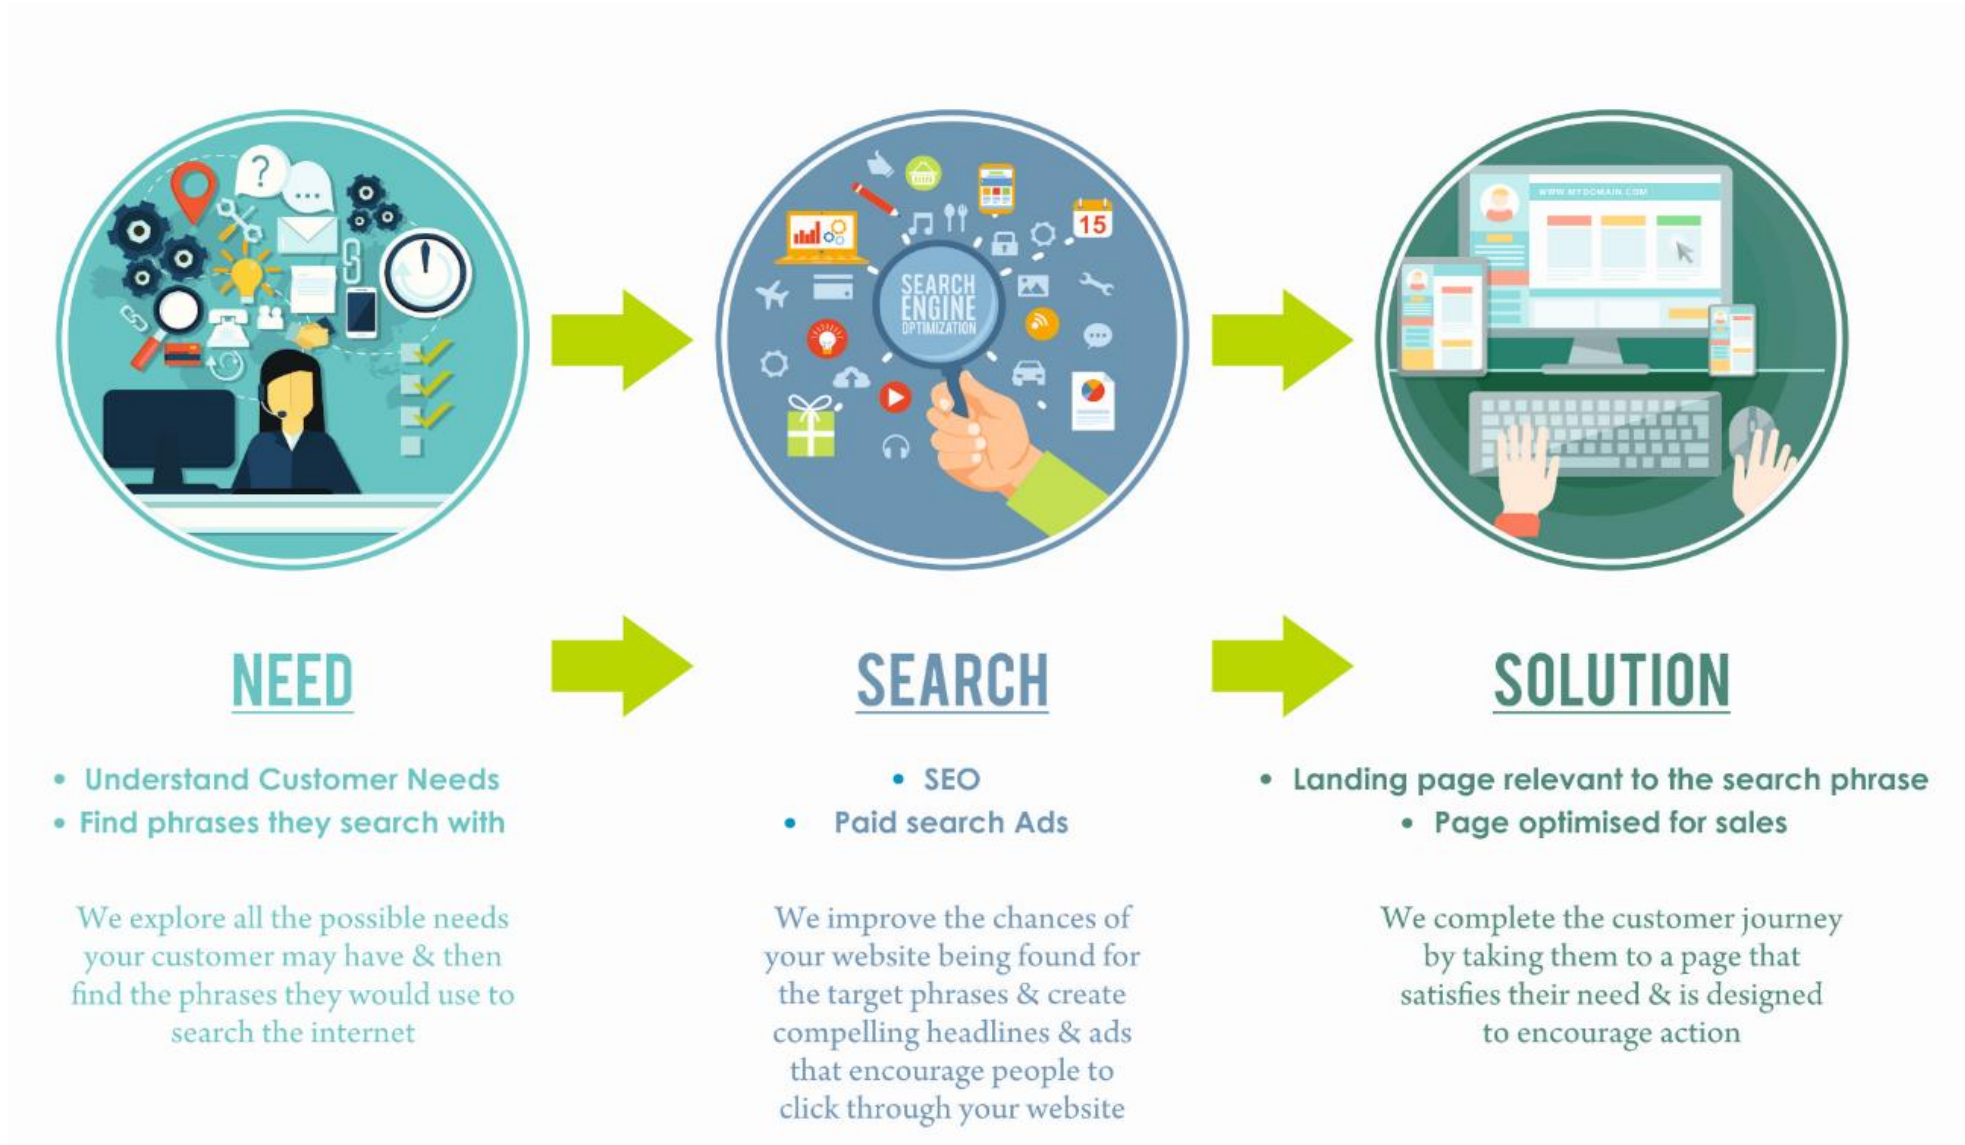 ?
...
15
SEARCH
ENGINE
OPTIMIZATION
WWW.MYDOMAIN.COM
NEED
SEARCH
SOLUTION
• Understand Customer Needs
• Find phrases they search with
• SEO
• Paid search Ads
• Landing page relevant to the search phrase
• Page optimised for sales
We explore all the possible needs
your customer may have & then
find the phrases they would use to
search the internet
We improve the chances of
your website being found for
the target phrases & create
compelling headlines & ads
that encourage people to
click through your website
We complete the customer journey
by taking them to a page that
satisfies their need & is designed
to encourage action